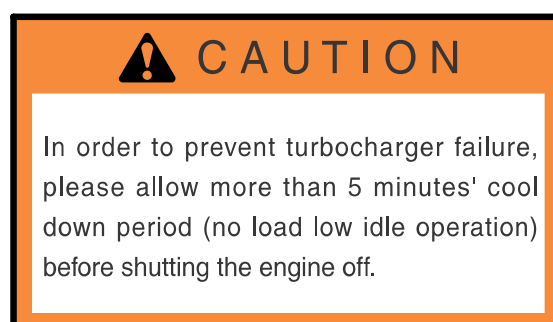 CAUTION
In order to prevent turbocharger failure,
please allow more than 5 minutes' cool
down period (no load low idle operation)
before shutting the engine off.